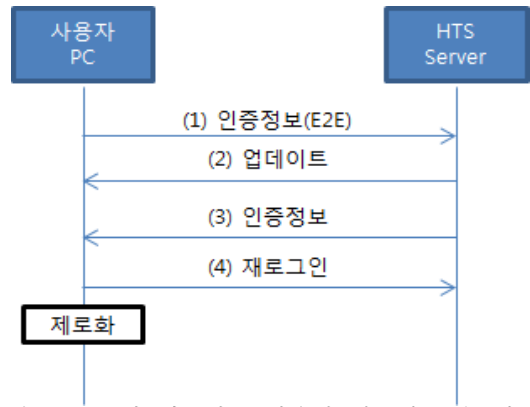 사용자
PC
HTS
Server
(1) 인증정보(E2E)
(2) 업데이트
(3) 인증정보
(4) 재로그인
제로화